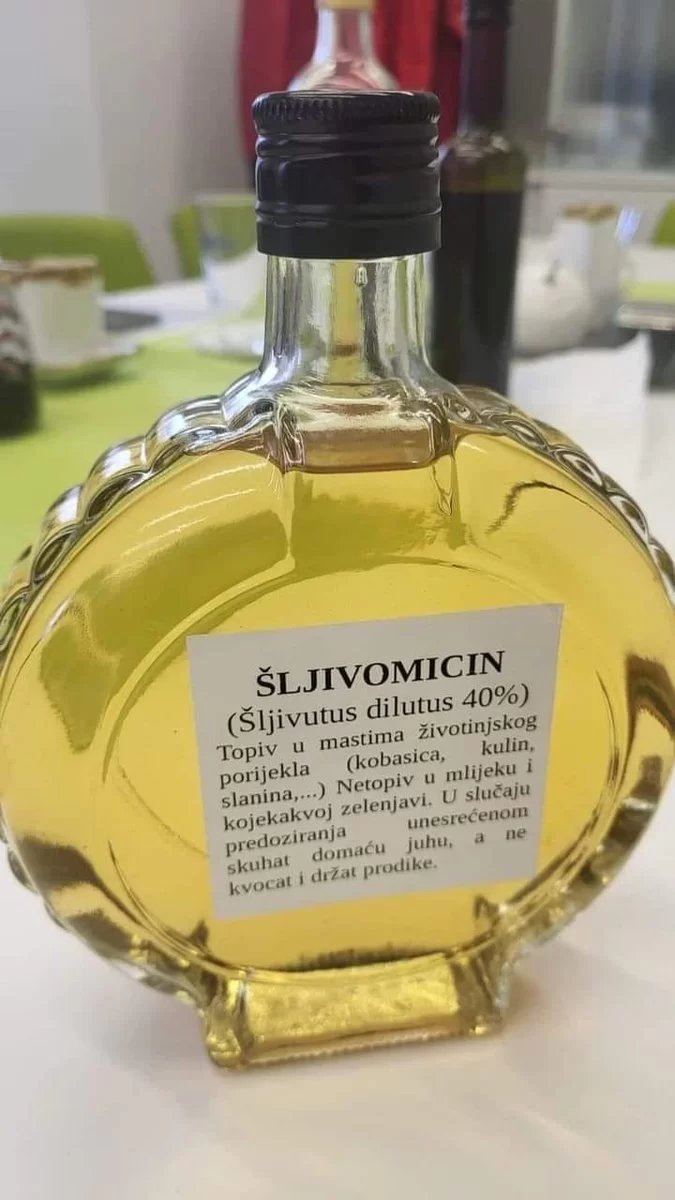 ŠLJIVOMICIN
(Šljivutus dilutus 40%)
Topiv u mastima životinjskog
porijekla (kobasica, kulin,
slanina,...) Netopiv u mlijeku i
kojekakvoj zelenjavi. U slučaju
predoziranja unesrećenom
skuhat domaću juhu, a ne
kvocat i držat prodike.